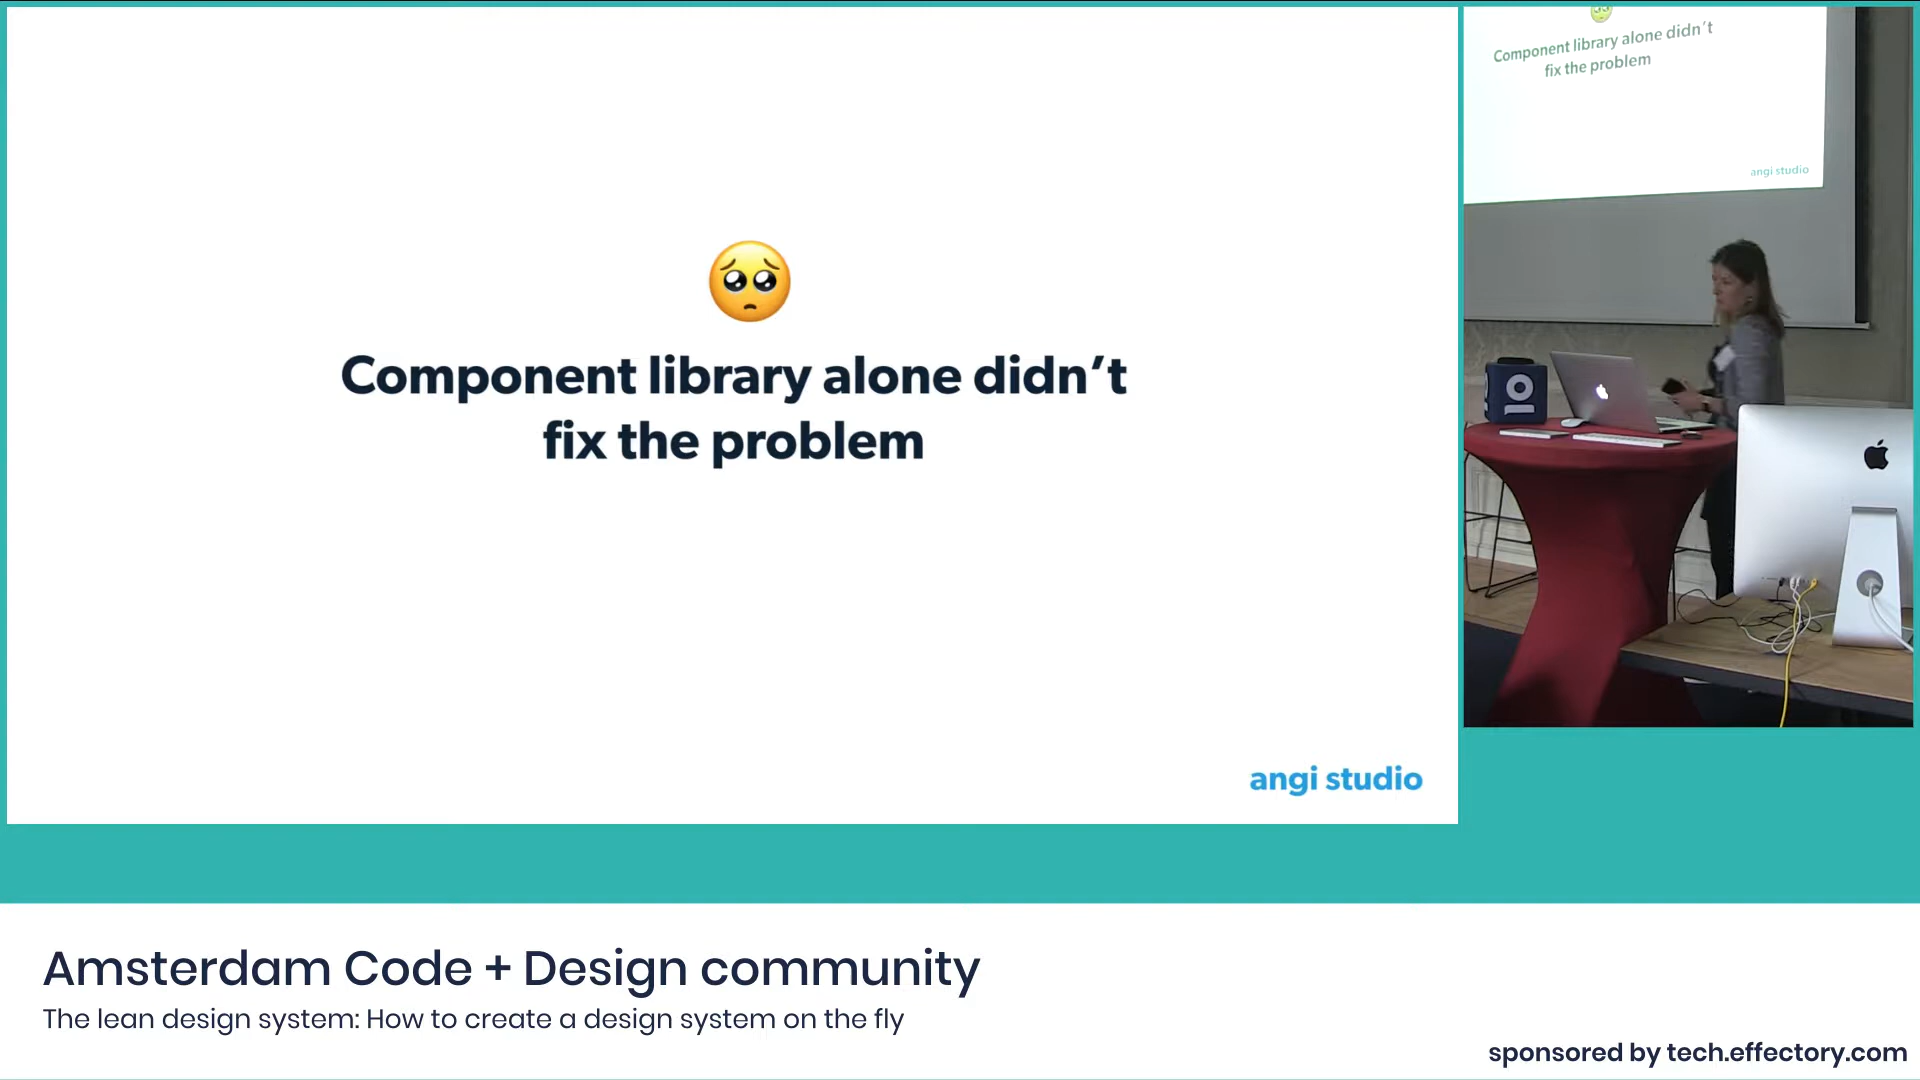 Component library alone didn’t
fix the problem
angi studio
Component library alone didn’t
fix the problem
angi studio
Amsterdam Code + Design community
The lean design system: How to create a design system on the fly
sponsored by tech.effectory.com